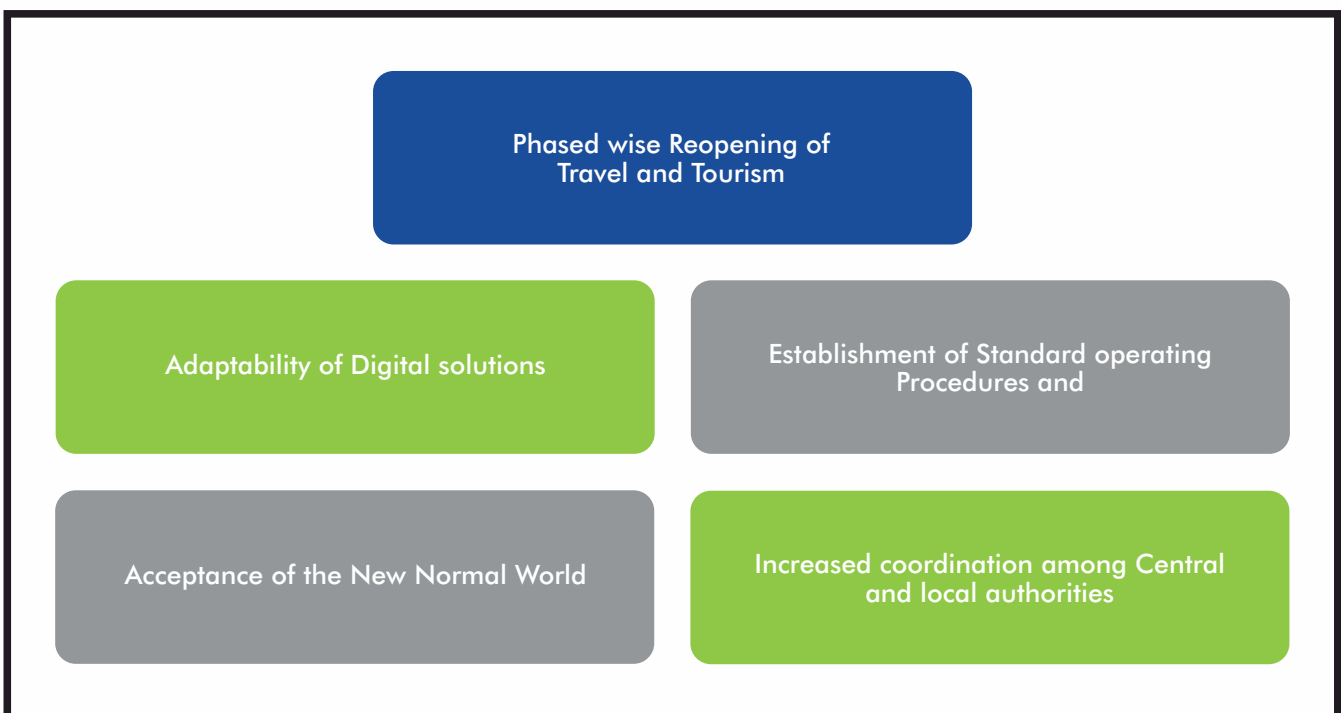 Phased wise Reopening of
Travel and Tourism
Adaptability of Digital solutions
Establishment of Standard operating
Procedures and
Acceptance of the New Normal World
Increased coordination among Central
and local authorities